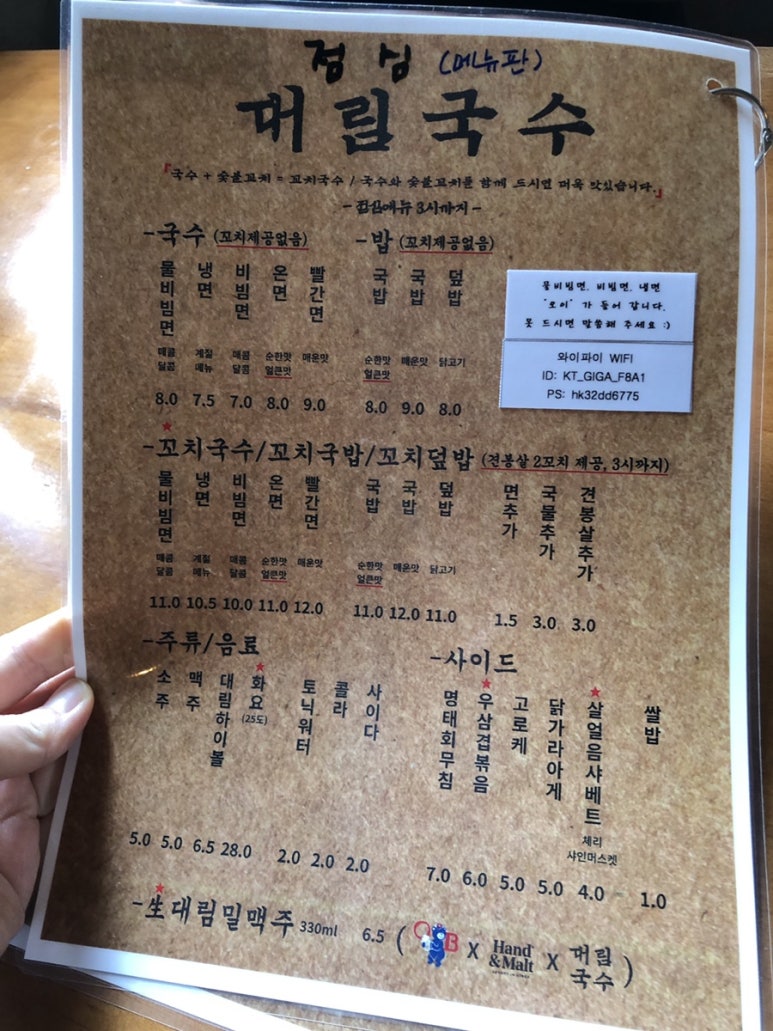 점심 (메뉴판)
대림국수
『국수 + 숯불꼬치 = 꼬치국수 / 국수와 숯불꼬치를 함께 드시면 더욱 맛있습니다.』
- 점심메뉴 3시까지 -
-국수 (꼬치제공없음)
물비빔면 냉면 비빔면 온면 빨간면
매콤달콤 계절메뉴 매콤달콤 순한맛 얼큰맛 매운맛
8.0 7.5 7.0 8.0 9.0
-밥 (꼬치제공없음)
국밥 국밥 덮밥
순한맛 얼큰맛 매운맛 닭고기
8.0 9.0 8.0
물비빔면, 비빔면, 냉면
"오이" 가 들어 갑니다.
못 드시면 말씀해 주세요 :)
와이파이 WIFI
ID: KT_GIGA_F8A1
PS: hk32dd6775
-꼬치국수/꼬치국밥/꼬치덮밥 (견봉살 2꼬치 제공, 3시까지)
물비빔면 냉면 비빔면 온면 빨간면 국밥 국밥 덮밥 면추가 국물추가 견봉살추가
매콤달콤 계절메뉴 매콤달콤 순한맛 얼큰맛 매운맛 순한맛 얼큰맛 매운맛 닭고기
11.0 10.5 10.0 11.0 12.0 11.0 12.0 11.0 1.5 3.0 3.0
-주류/음료
소주 맥주 대림하이볼 화요 (25도) 토닉워터 콜라 사이다
5.0 5.0 6.5 28.0 2.0 2.0 2.0
-사이드
명태회무침 우삼겹볶음 고로케 닭가라아게 살얼음샤베트 쌀밥
체리
샤인머스켓
7.0 6.0 5.0 5.0 4.0 - 1.0
-生대림밀맥주 330ml 6.5 ( OB X Hand &Malt X 대림국수 )